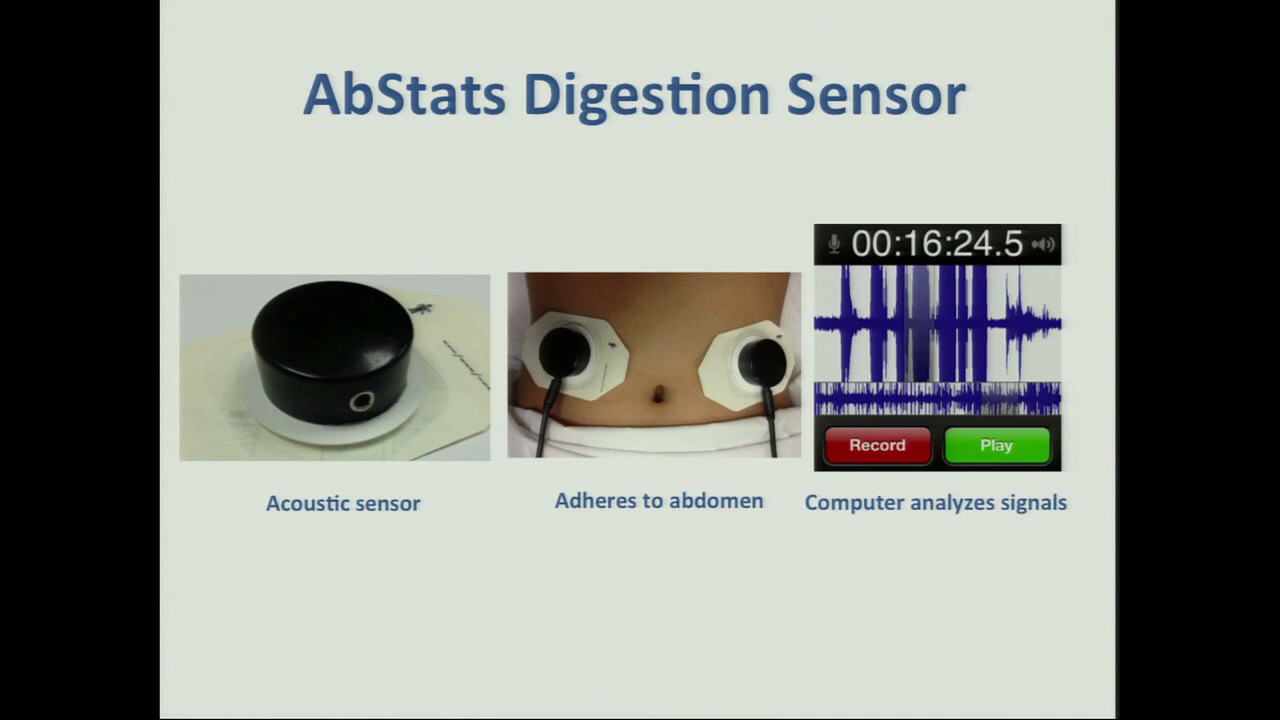 AbStats Digestion Sensor
00:16:24.5
Record Play
Acoustic sensor
Adheres to abdomen
Computer analyzes signals